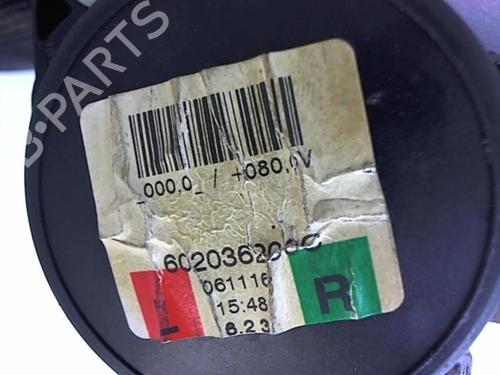 B-PARTS
_000,0_ / +080,0V
602036200C
061116
15:48
6.23
L
R